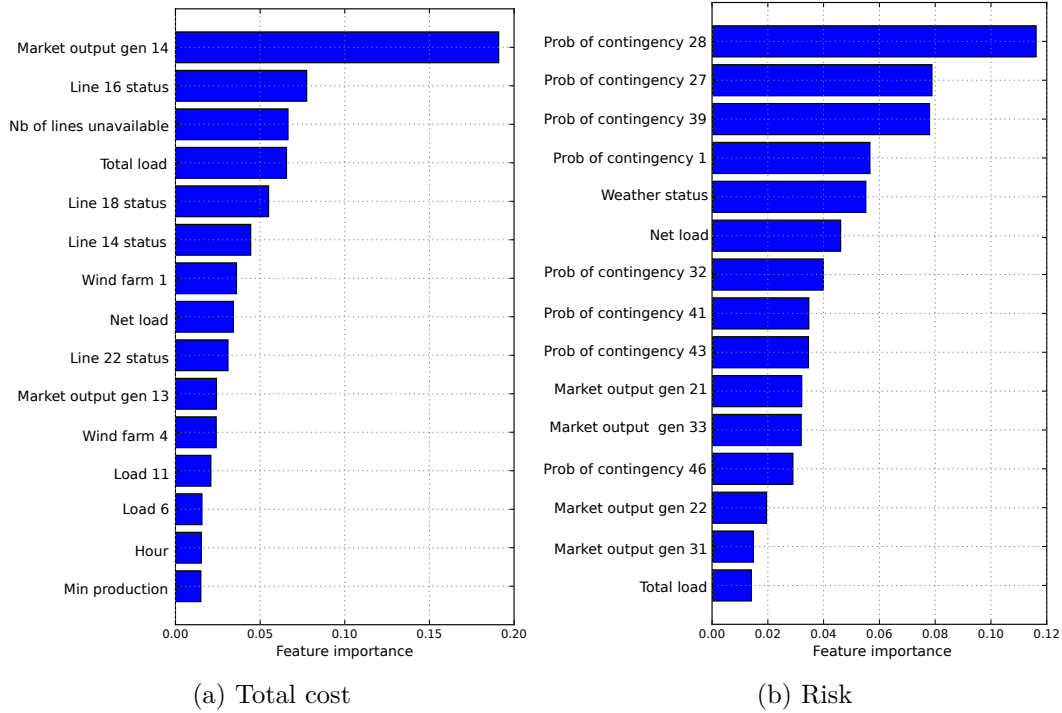 Market output gen 14
Line 16 status
Nb of lines unavailable
Total load
Line 18 status
Line 14 status
Wind farm 1
Net load
Line 22 status
Market output gen 13
Wind farm 4
Load 11
Load 6
Hour
Min production
0.00 0.05 0.10 0.15 0.20
Feature importance
(a) Total cost
Prob of contingency 28
Prob of contingency 27
Prob of contingency 39
Prob of contingency 1
Weather status
Net load
Prob of contingency 32
Prob of contingency 41
Prob of contingency 43
Market output gen 21
Market output  gen 33
Prob of contingency 46
Market output gen 22
Market output gen 31
Total load
0.00 0.02 0.04 0.06 0.08 0.10 0.12
Feature importance
(b) Risk